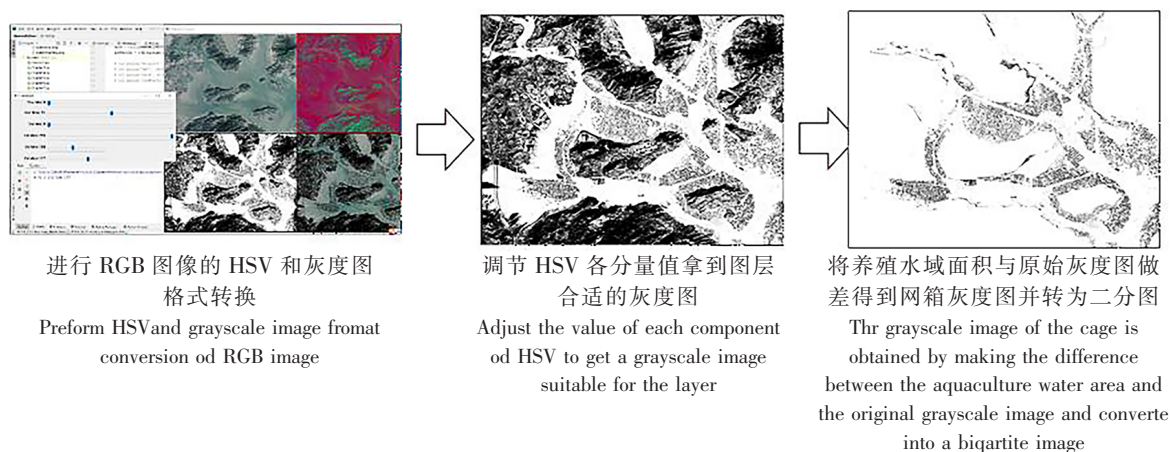 进行 RGB 图像的 HSV 和灰度图
格式转换
Preform HSVand grayscale image fromat
conversion od RGB image
调节 HSV 各分量值拿到图层
合适的灰度图
Adjust the value of each component
od HSV to get a grayscale image
suitable for the layer
将养殖水域面积与原始灰度图做
差得到网箱灰度图并转为二分图
Thr grayscale image of the cage is
obtained by making the difference
between the aquaculture water area and
the original grayscale image and converte
into a biqartite image